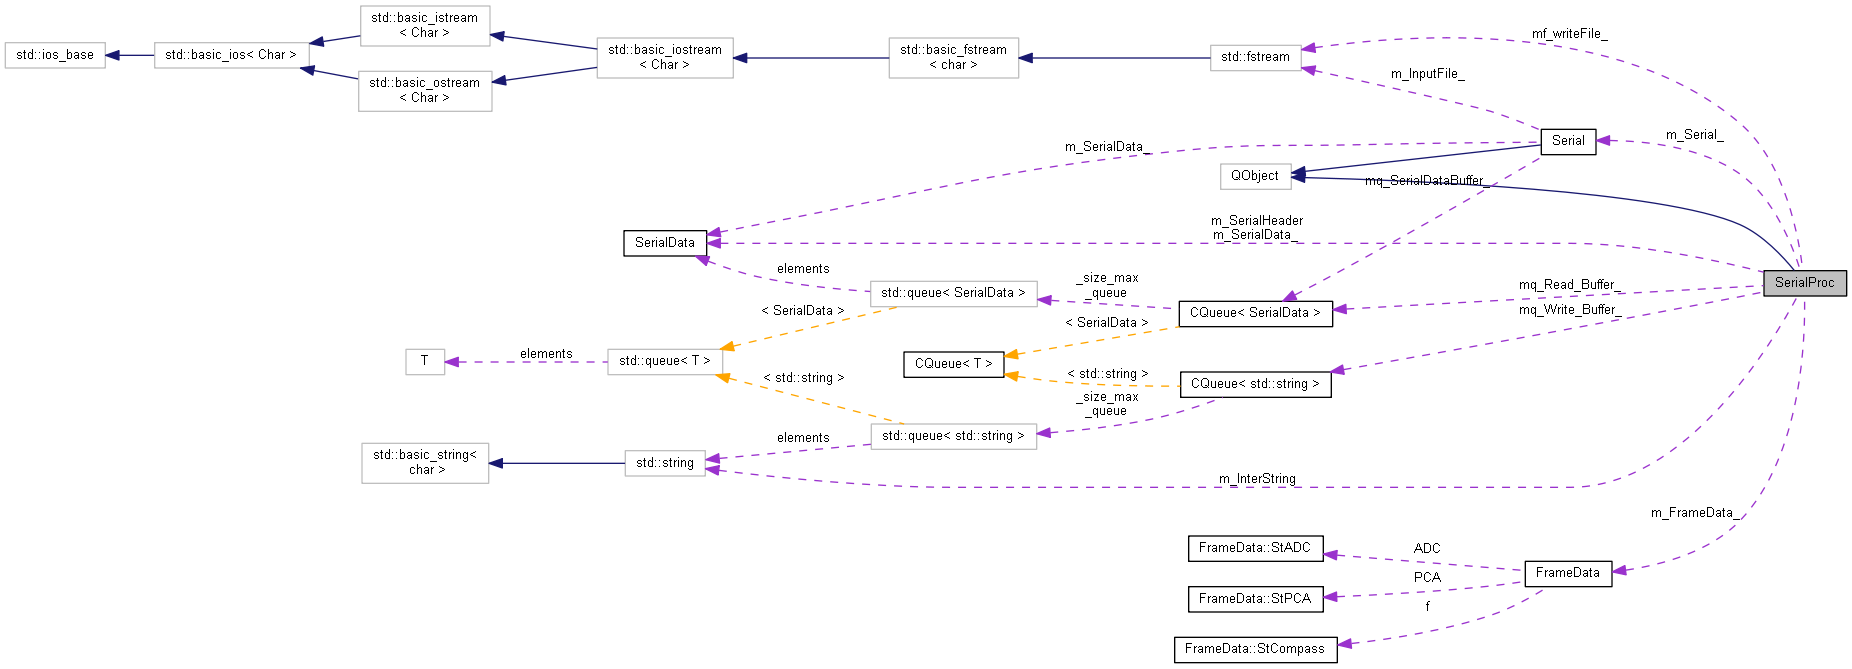 std::basic_istream
< Char >
std::ios_base
std::basic_ios< Char >
std::basic_ostream
< Char >
std::basic_iostream
< Char >
std::basic_fstream
< char >
std::fstream
mf_writeFile_
m_InputFile_
m_Serial_
Serial
m_SerialData_
QObject
mq_SerialDataBuffer_
m_SerialHeader
m_SerialData_
SerialData
elements
std::queue< SerialData >
_size_max
_queue
CQueue< SerialData >
mq_Read_Buffer_
mq_Write_Buffer_
SerialProc
< SerialData >
< SerialData >
T
elements
std::queue< T >
CQueue< T >
< std::string >
< std::string >
CQueue< std::string >
_size_max
_queue
std::queue< std::string >
elements
std::basic_string<
char >
std::string
m_InterString
m_FrameData_
FrameData::StADC
ADC
FrameData
PCA
FrameData::StPCA
f
FrameData::StCompass